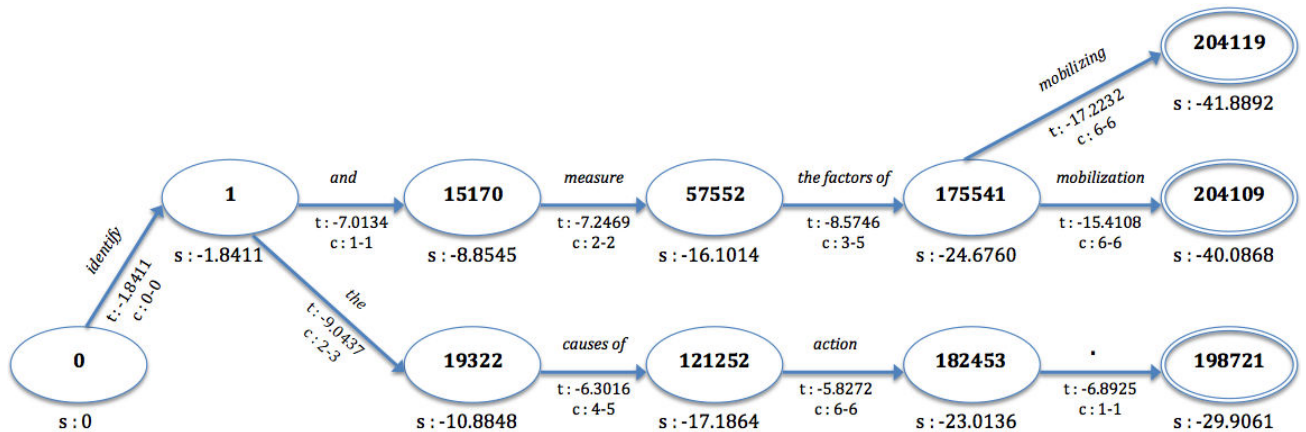 204119
s : -41.8892
mobilizing
t : -17.2232
c : 6-6
1
s : -1.8411
and
t : -7.0134
c : 1-1
15170
s : -8.8545
measure
t : -7.2469
c : 2-2
57552
s : -16.1014
the factors of
t : -8.5746
c : 3-5
175541
s : -24.6760
mobilization
t : -15.4108
c : 6-6
204109
s : -40.0868
identify
t : -1.8411
c : 0-0
0
s : 0
the
t : -9.0437
c : 2-3
19322
s : -10.8848
causes of
t : -6.3016
c : 4-5
121252
s : -17.1864
action
t : -5.8272
c : 6-6
182453
s : -23.0136
.
t : -6.8925
c : 1-1
198721
s : -29.9061